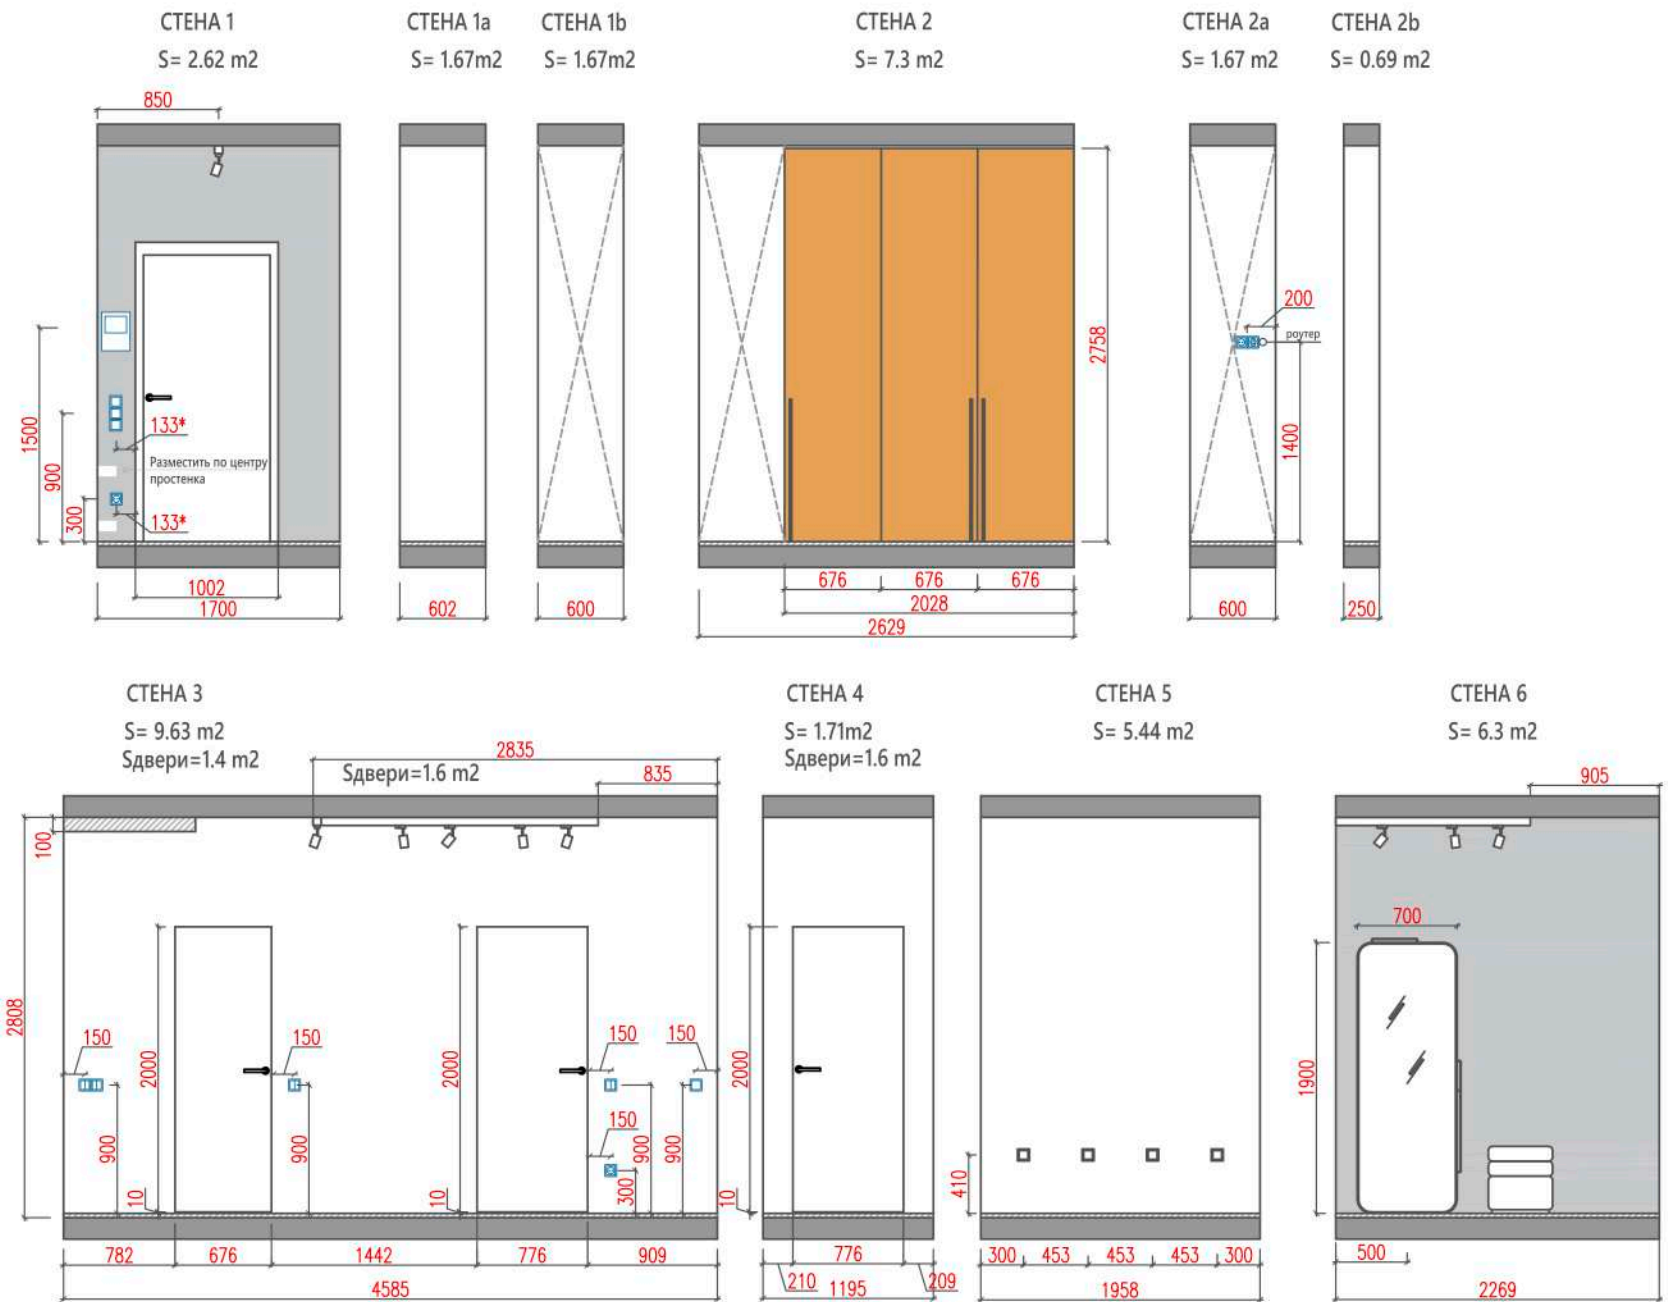 СТЕНА 1
S= 2.62 m2
СТЕНА 1a
S= 1.67m2
СТЕНА 1b
S= 1.67m2
СТЕНА 2
S= 7.3 m2
СТЕНА 2a
S= 1.67 m2
СТЕНА 2b
S= 0.69 m2
850
1500
900
300
133*
Разместить по центру
простенка
133*
1002
1700
602
600
2758
676
676
676
2028
2629
200
роутер
1400
600
250
СТЕНА 3
S= 9.63 m2
Sдвери=1.4 m2
Sдвери=1.6 m2
2835
835
100
2808
150
900
2000
10
150
900
2000
10
150
150
150
900
300
900
782
676
1442
776
909
4585
СТЕНА 4
S= 1.71m2
Sдвери=1.6 m2
2000
10
776
210
1195
209
СТЕНА 5
S= 5.44 m2
410
300
453
453
453
300
1958
СТЕНА 6
S= 6.3 m2
905
700
1900
500
2269